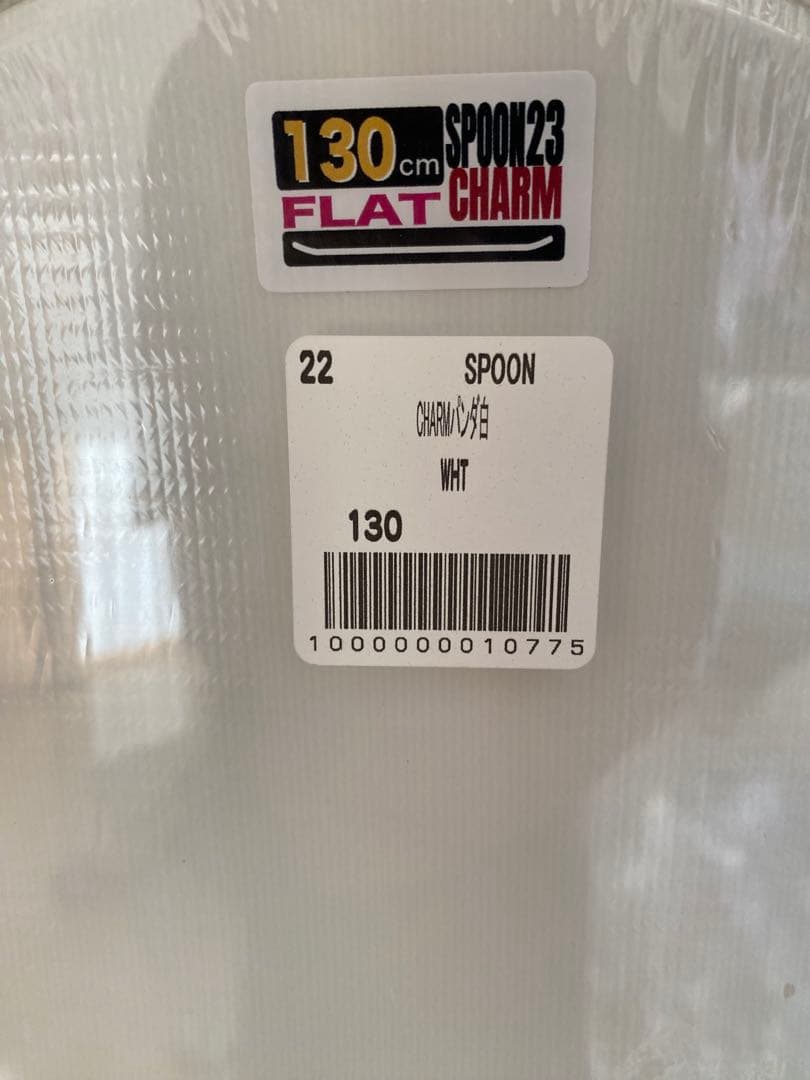 130cm SPOON23
FLAT CHARM
22 SPOON
CHARMパンダ白
WHT
130
1000000010775